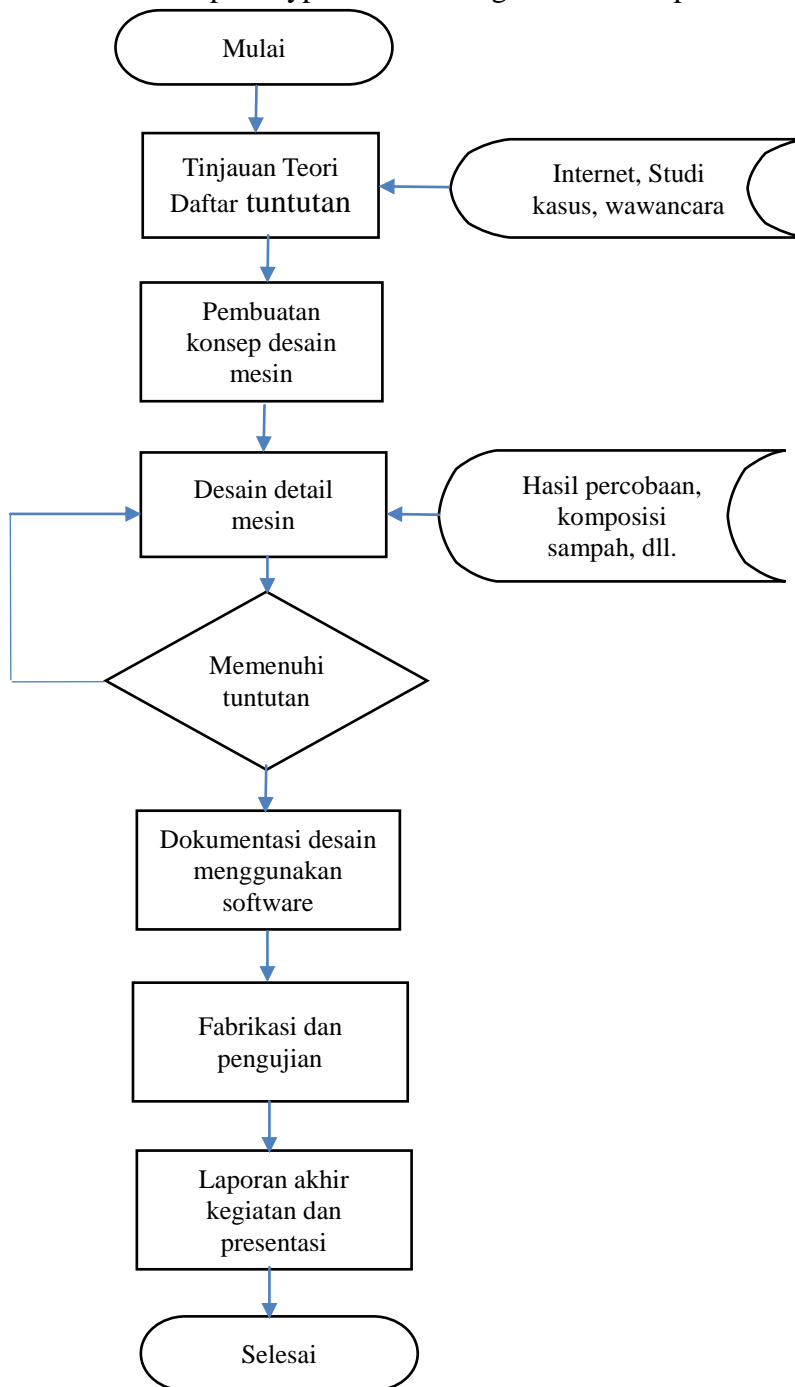 Mulai
Tinjauan Teori
Daftar tuntutan
Internet, Studi
kasus, wawancara
Pembuatan
konsep desain
mesin
Desain detail
mesin
Hasil percobaan,
komposisi
sampah, dll.
Memenuhi
tuntutan
Dokumentasi desain
menggunakan
software
Fabrikasi dan
pengujian
Laporan akhir
kegiatan dan
presentasi
Selesai